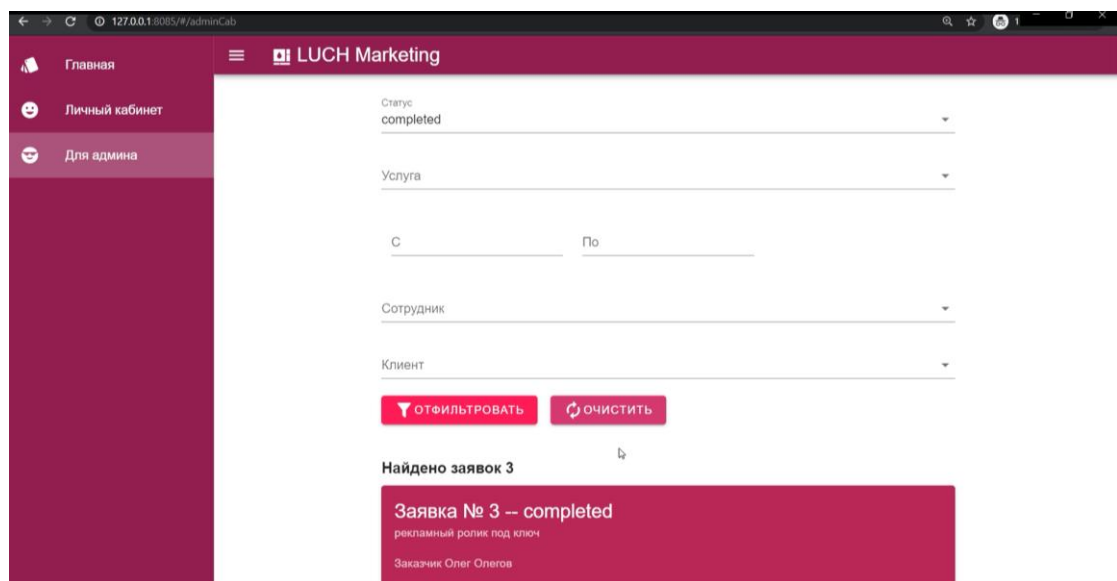 127.0.0.1:8085/#/adminCab
1
Главная
LUCH Marketing
Личный кабинет
Для админа
Статус
completed
Услуга
С По
Сотрудник
Клиент
ОТФИЛЬТРОВАТЬ ОЧИСТИТЬ
Найдено заявок 3
Заявка № 3 -- completed
рекламный ролик под ключ
Заказчик Олег Олегов